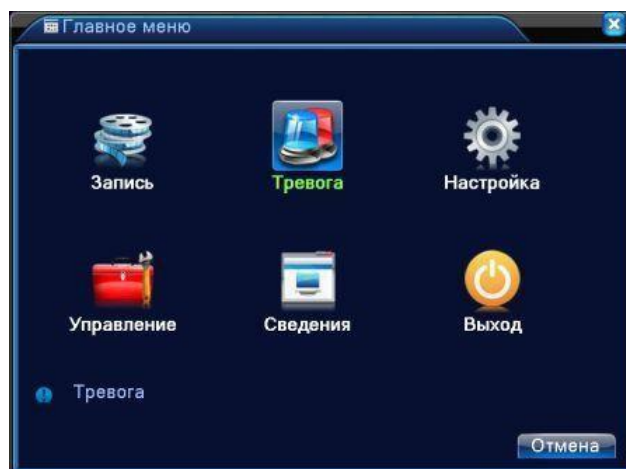 Главное меню
Запись Тревога Настройка
Управление Сведения Выход
Тревога
Отмена